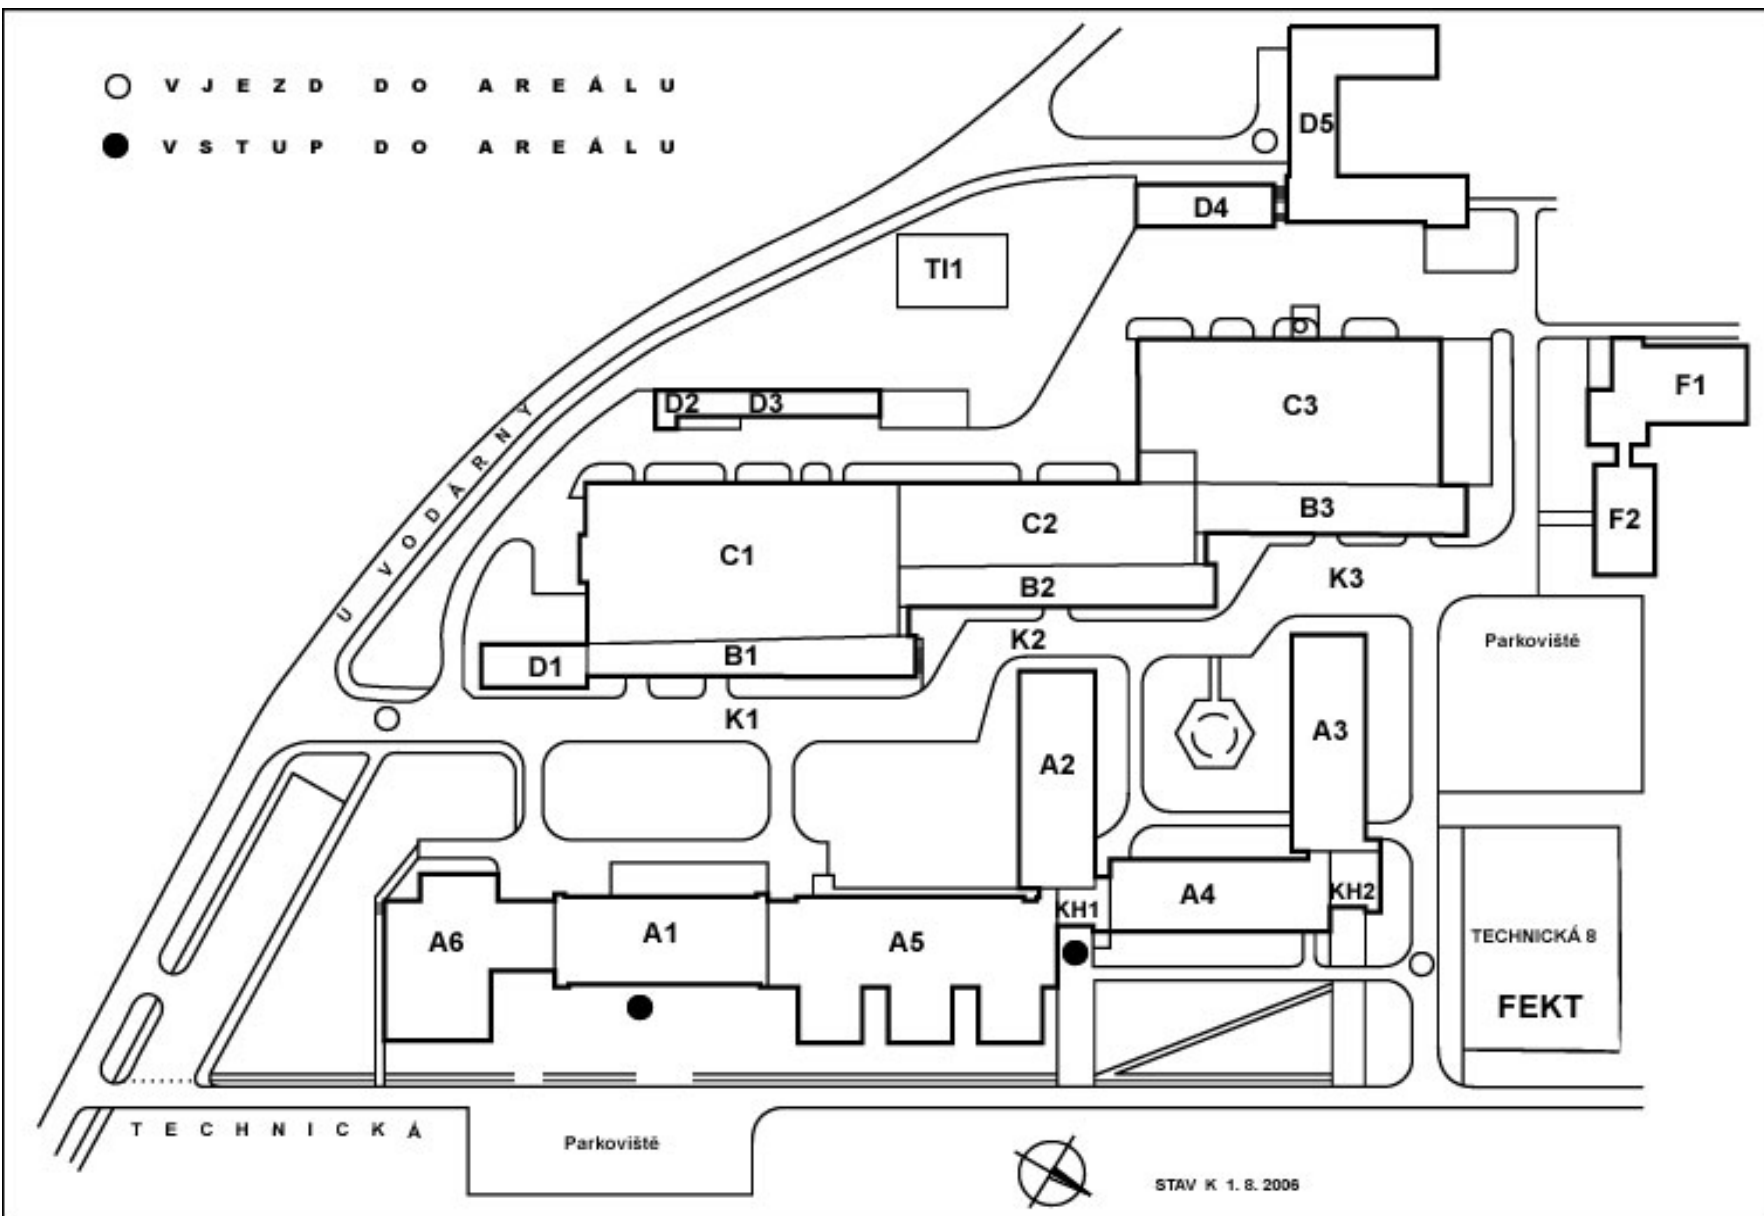 VJEZD DO AREÁLU
VSTUP DO AREÁLU
D5
D4
TI1
F1
D2 D3
C3
U VODÁRNY
B3
F2
C2
C1
K3
B2
K2
Parkoviště
D1
B1
K1
A3
A2
A4
KH2
KH1
A6
A1
A5
TECHNICKÁ 8
FEKT
TECHNICKÁ
Parkoviště
STAV K 1. 8. 2006